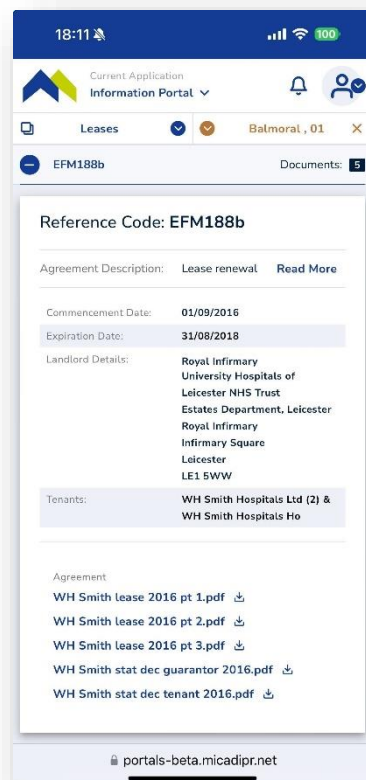 18:11
100
Current Application
Information Portal
Leases
Balmoral , 01
EFM188b
Documents: 5
Reference Code: EFM188b
Agreement Description: Lease renewal Read More
Commencement Date: 01/09/2016
Expiration Date: 31/08/2018
Landlord Details: Royal Infirmary
University Hospitals of
Leicester NHS Trust
Estates Department, Leicester
Royal Infirmary
Infirmary Square
Leicester
LE1 5WW
Tenants: WH Smith Hospitals Ltd (2) &
WH Smith Hospitals Ho
Agreement
WH Smith lease 2016 pt 1.pdf
WH Smith lease 2016 pt 2.pdf
WH Smith lease 2016 pt 3.pdf
WH Smith stat dec guarantor 2016.pdf
WH Smith stat dec tenant 2016.pdf
portals-beta.micadipr.net